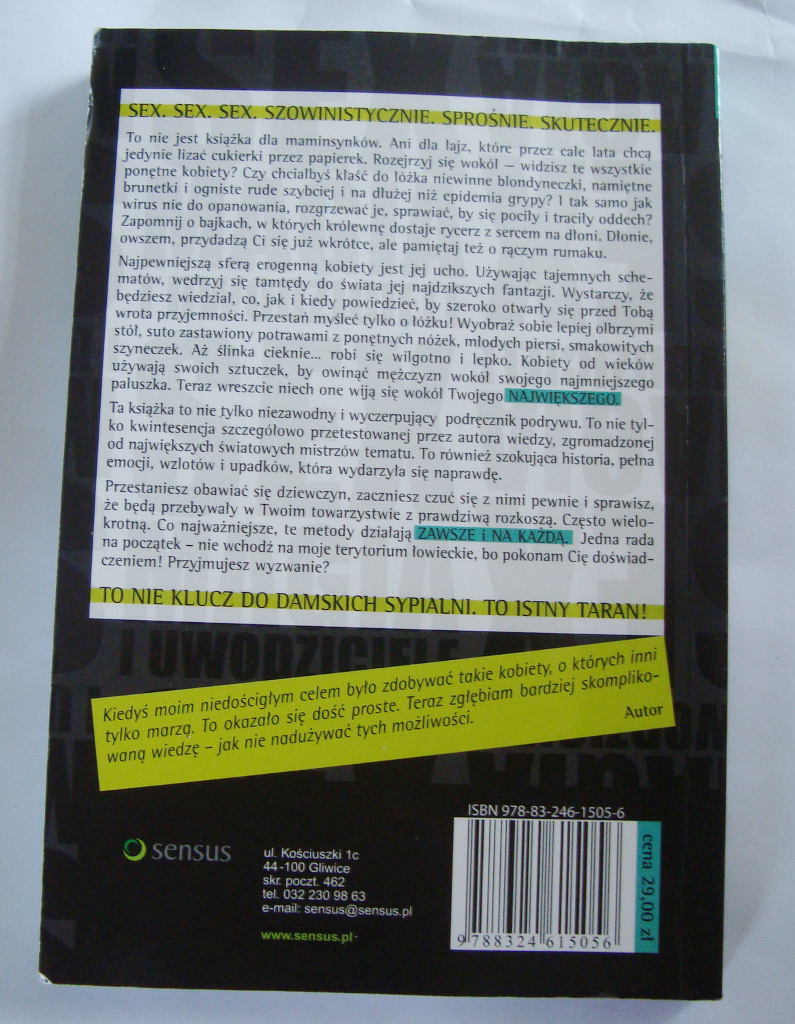 SEX. SEX. SEX. SZOWINISTYCZNIE. SPROŚNIE. SKUTECZNIE.
To nie jest książka dla maminsynków. Ani dla łajz, które przez całe lata chcą
jedynie lizać cukierki przez papierek. Rozejrzyj się wokół – widzisz te wszystkie
ponętne kobiety? Czy chciałbyś kłaść do łóżka niewinne blondyneczki, namiętne
brunetki i ogniste rude szybciej i na dłużej niż epidemia grypy? I tak samo jak
wirus nie do opanowania, rozgrzewać je, sprawiać, by się pociły i traciły oddech?
Zapomnij o bajkach, w których królewnę dostaje rycerz z sercem na dłoni. Dłonie,
owszem, przydadzą Ci się już wkrótce, ale pamiętaj też o rączym rumaku.
Najpewniejszą sferą erogenną kobiety jest jej ucho. Używając tajemnych sche-
matów, wedrzyj się tamtędy do świata jej najdzikszych fantazji. Wystarczy, że
będziesz wiedział, co, jak i kiedy powiedzieć, by szeroko otwarły się przed Tobą
wrota przyjemności. Przestań myśleć tylko o łóżku! Wyobraź sobie lepiej olbrzymi
stół, suto zastawiony potrawami z ponętnych nóżek, młodych piersi, smakowitych
szyneczek. Aż ślinka cieknie... robi się wilgotno i lepko. Kobiety od wieków
używają swoich sztuczek, by owinąć mężczyzn wokół swojego najmniejszego
paluszka. Teraz wreszcie niech one wiją się wokół Twojego NAJWIĘKSZEGO.
Ta książka to nie tylko niezawodny i wyczerpujący podręcznik podrywu. To nie tyl-
ko kwintesencja szczegółowo przetestowanej przez autora wiedzy, zgromadzonej
od największych światowych mistrzów tematu. To również szokująca historia, pełna
emocji, wzlotów i upadków, która wydarzyła się naprawdę.
Przestaniesz obawiać się dziewczyn, zaczniesz czuć się z nimi pewnie i sprawisz,
że będą przebywały w Twoim towarzystwie z prawdziwą rozkoszą. Często wielo-
krotną. Co najważniejsze, te metody działają ZAWSZE i NA KAŻDĄ. Jedna rada
na początek – nie wchodź na moje terytorium łowieckie, bo pokonam Cię doświad-
czeniem! Przyjmujesz wyzwanie?
TO NIE KLUCZ DO DAMSKICH SYPIALNI. TO ISTNY TARAN!
I UWODZICIELE
Kiedyś moim niedościgłym celem było zdobywać takie kobiety, o których inni
tylko marzą. To okazało się dość proste. Teraz zgłębiam bardziej skompliko-
waną wiedzę – jak nie nadużywać tych możliwości.
Autor
ISBN 978-83-246-1505-6
sensus
ul. Kościuszki 1c
44-100 Gliwice
skr. poczt. 462
tel. 032 230 98 63
e-mail: sensus@sensus.pl
www.sensus.pl
cena 29,00 zł
9 788324 615056